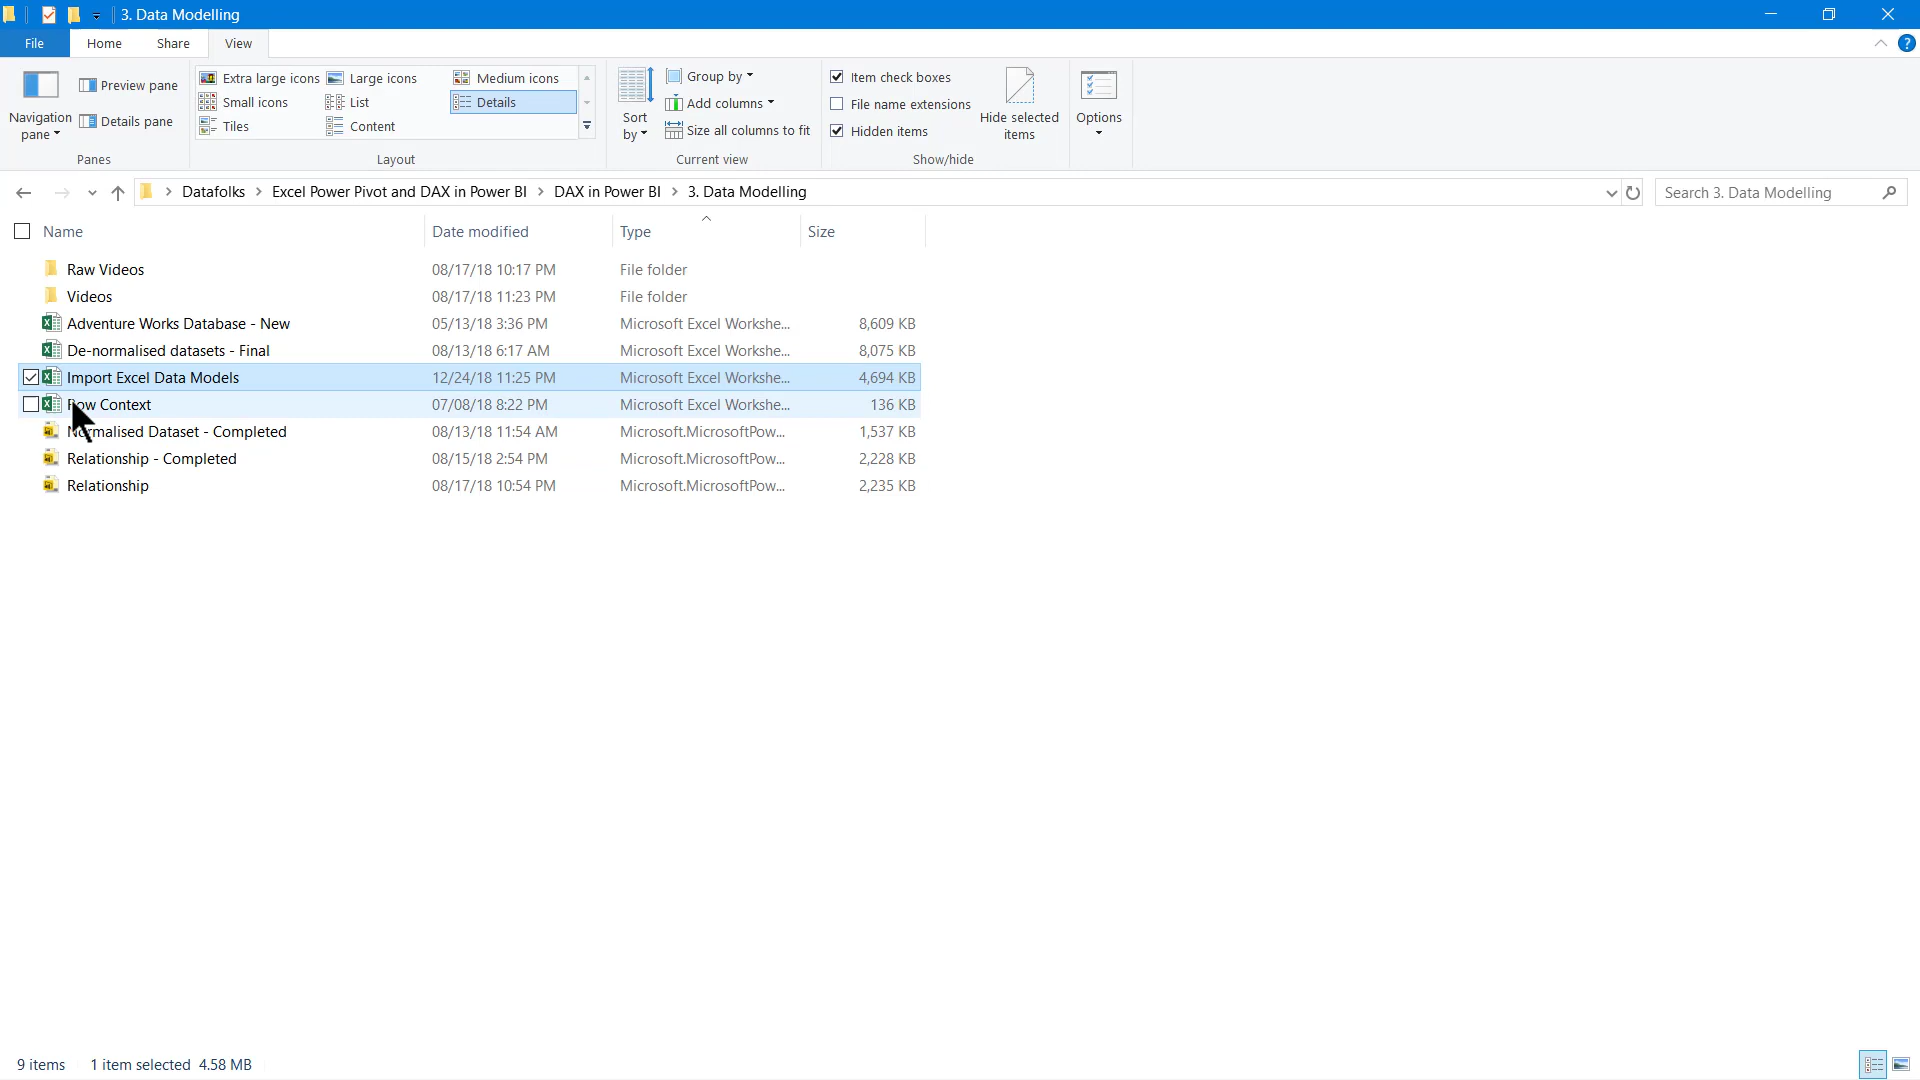 3. Data Modelling
File Home Share View
Navigation pane
Preview pane
Details pane
Panes
Extra large icons Large icons Medium icons
Small icons List Details
Tiles Content
Layout
Sort by
Group by
Add columns
Size all columns to fit
Current view
Item check boxes
File name extensions
Hidden items
Hide selected items
Show/hide
Options
Datafolks > Excel Power Pivot and DAX in Power BI > DAX in Power BI > 3. Data Modelling
Search 3. Data Modelling
Name Date modified Type Size
Raw Videos 08/17/18 10:17 PM File folder
Videos 08/17/18 11:23 PM File folder
Adventure Works Database - New 05/13/18 3:36 PM Microsoft Excel Workshe... 8,609 KB
De-normalised datasets - Final 08/13/18 6:17 AM Microsoft Excel Workshe... 8,075 KB
Import Excel Data Models 12/24/18 11:25 PM Microsoft Excel Workshe... 4,694 KB
Row Context 07/08/18 8:22 PM Microsoft Excel Workshe... 136 KB
Normalised Dataset - Completed 08/13/18 11:54 AM Microsoft.MicrosoftPow... 1,537 KB
Relationship - Completed 08/15/18 2:54 PM Microsoft.MicrosoftPow... 2,228 KB
Relationship 08/17/18 10:54 PM Microsoft.MicrosoftPow... 2,235 KB
9 items 1 item selected 4.58 MB